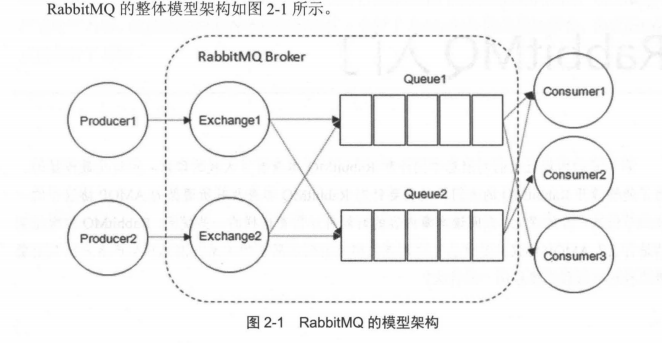 RabbitMQ 的整体模型架构如图 2-1 所示。
RabbitMQ Broker
Queue1
Consumer1
Producer1
Exchange1
Consumer2
Queue2
Producer2
Exchange2
Consumer3
图 2-1 RabbitMQ 的模型架构